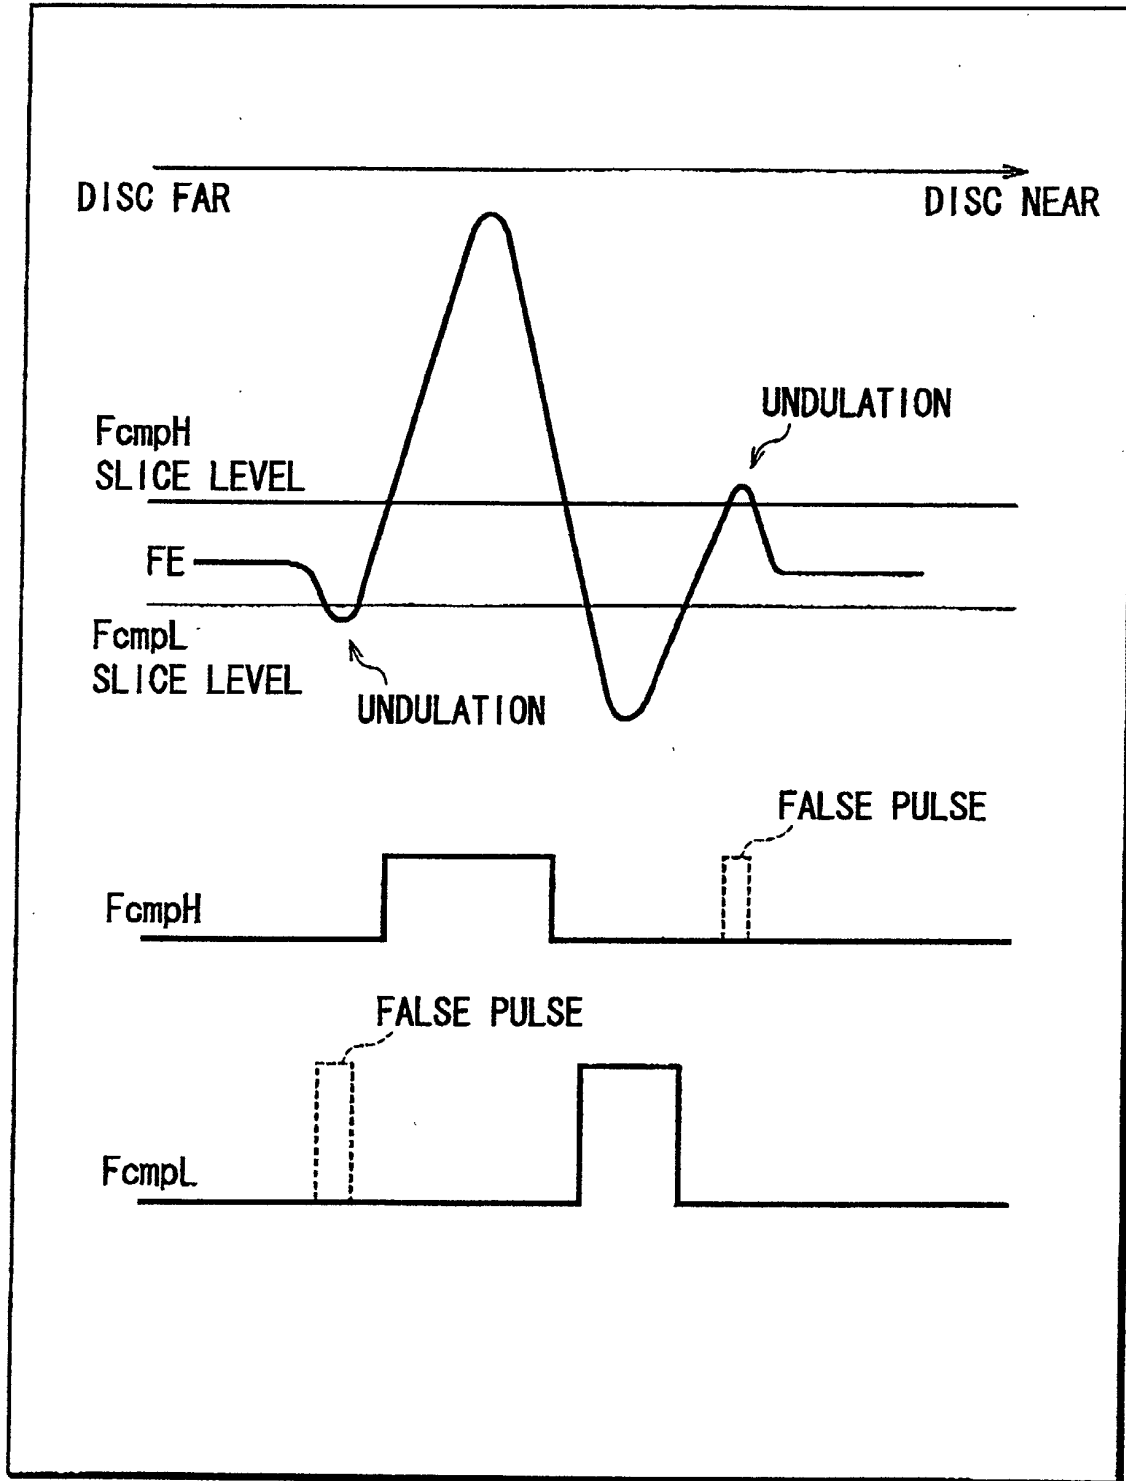 DISC FAR
DISC NEAR
UNDULATION
FcmpH
SLICE LEVEL
FE
FcmpL
SLICE LEVEL
UNDULATION
FALSE PULSE
FcmpH
FALSE PULSE
FcmpL